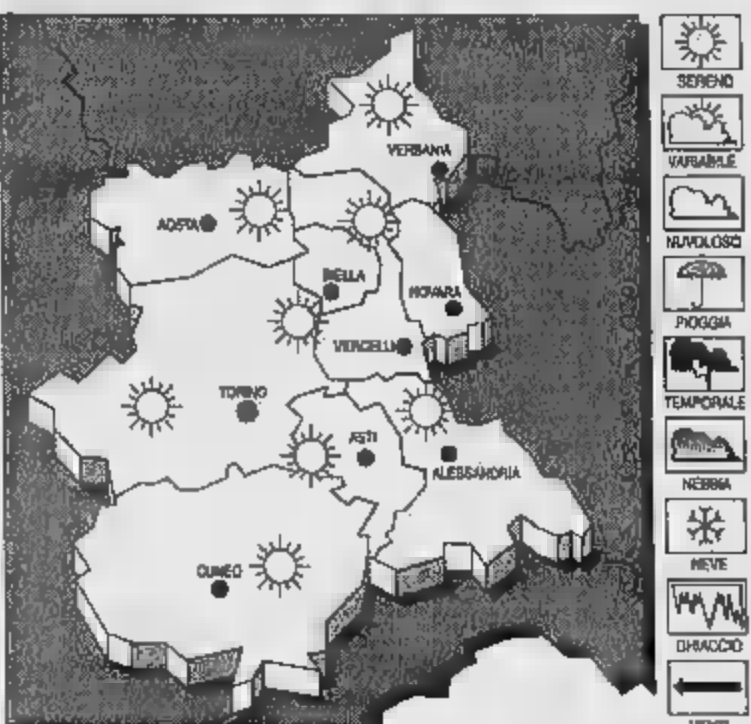 VERBANIA
AOSTA
BIELLA
NOVARA
VERCELLI
TORINO
ASTI
ALESSANDRIA
CUNEO
SERENO
VARIABILE
NUVOLOSO
PIOGGIA
TEMPORALE
NEBBIA
NEVE
GHIACCIO